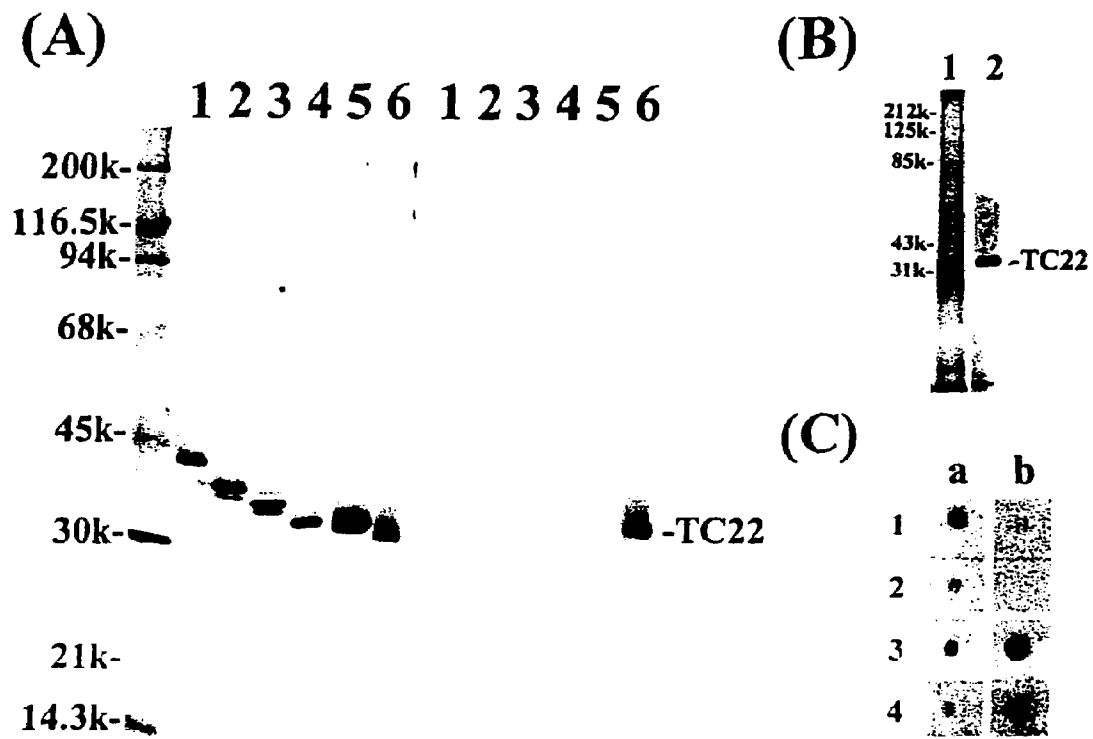 (A)
1 2 3 4 5 6 1 2 3 4 5 6
200k-
116.5k-
94k-
68k-
45k-
30k-
-TC22
21k-
14.3k-
(B)
1 2
212k-
125k-
85k-
43k-
31k-
-TC22
(C)
a b
1
2
3
4